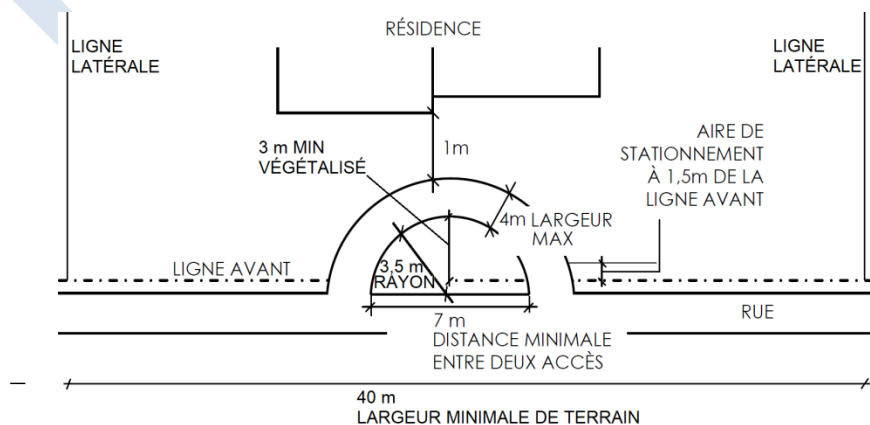 RÉSIDENCE
LIGNE
LATÉRALE
LIGNE
LATÉRALE
3 m MIN
VÉGÉTALISÉ
1m
AIRE DE
STATIONNEMENT
À 1,5m DE LA
LIGNE AVANT
4m LARGEUR
MAX
LIGNE AVANT
3,5 m
RAYON
RUE
7 m
DISTANCE MINIMALE
ENTRE DEUX ACCÈS
40 m
LARGEUR MINIMALE DE TERRAIN